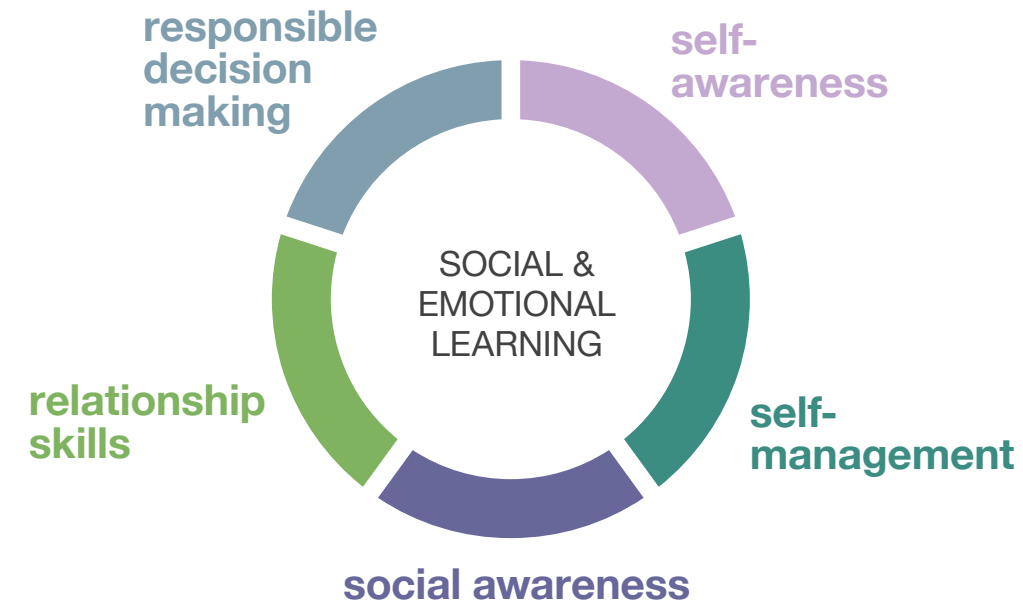 responsible
decision
making
self-
awareness
SOCIAL &
EMOTIONAL
LEARNING
relationship
skills
self-
management
social awareness